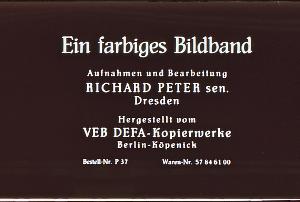 Ein farbiges Bildband
Aufnahmen und Bearbeitung
RICHARD PETER sen.
Dresden
Hergestellt vom
VEB DEFA-Kopierwerke
Berlin-Köpenick
Bestell-Nr. P 37 Waren-Nr. 57 84 61 00